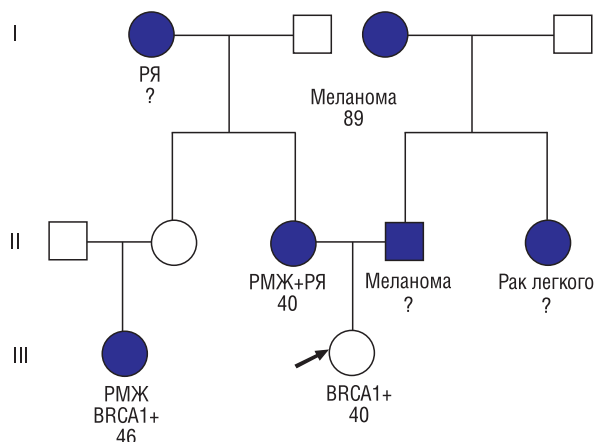 I
РЯ
?
Меланома
89
II
РМЖ+РЯ
40
Меланома
?
Рак легкого
?
III
РМЖ
BRCA1+
46
BRCA1+
40